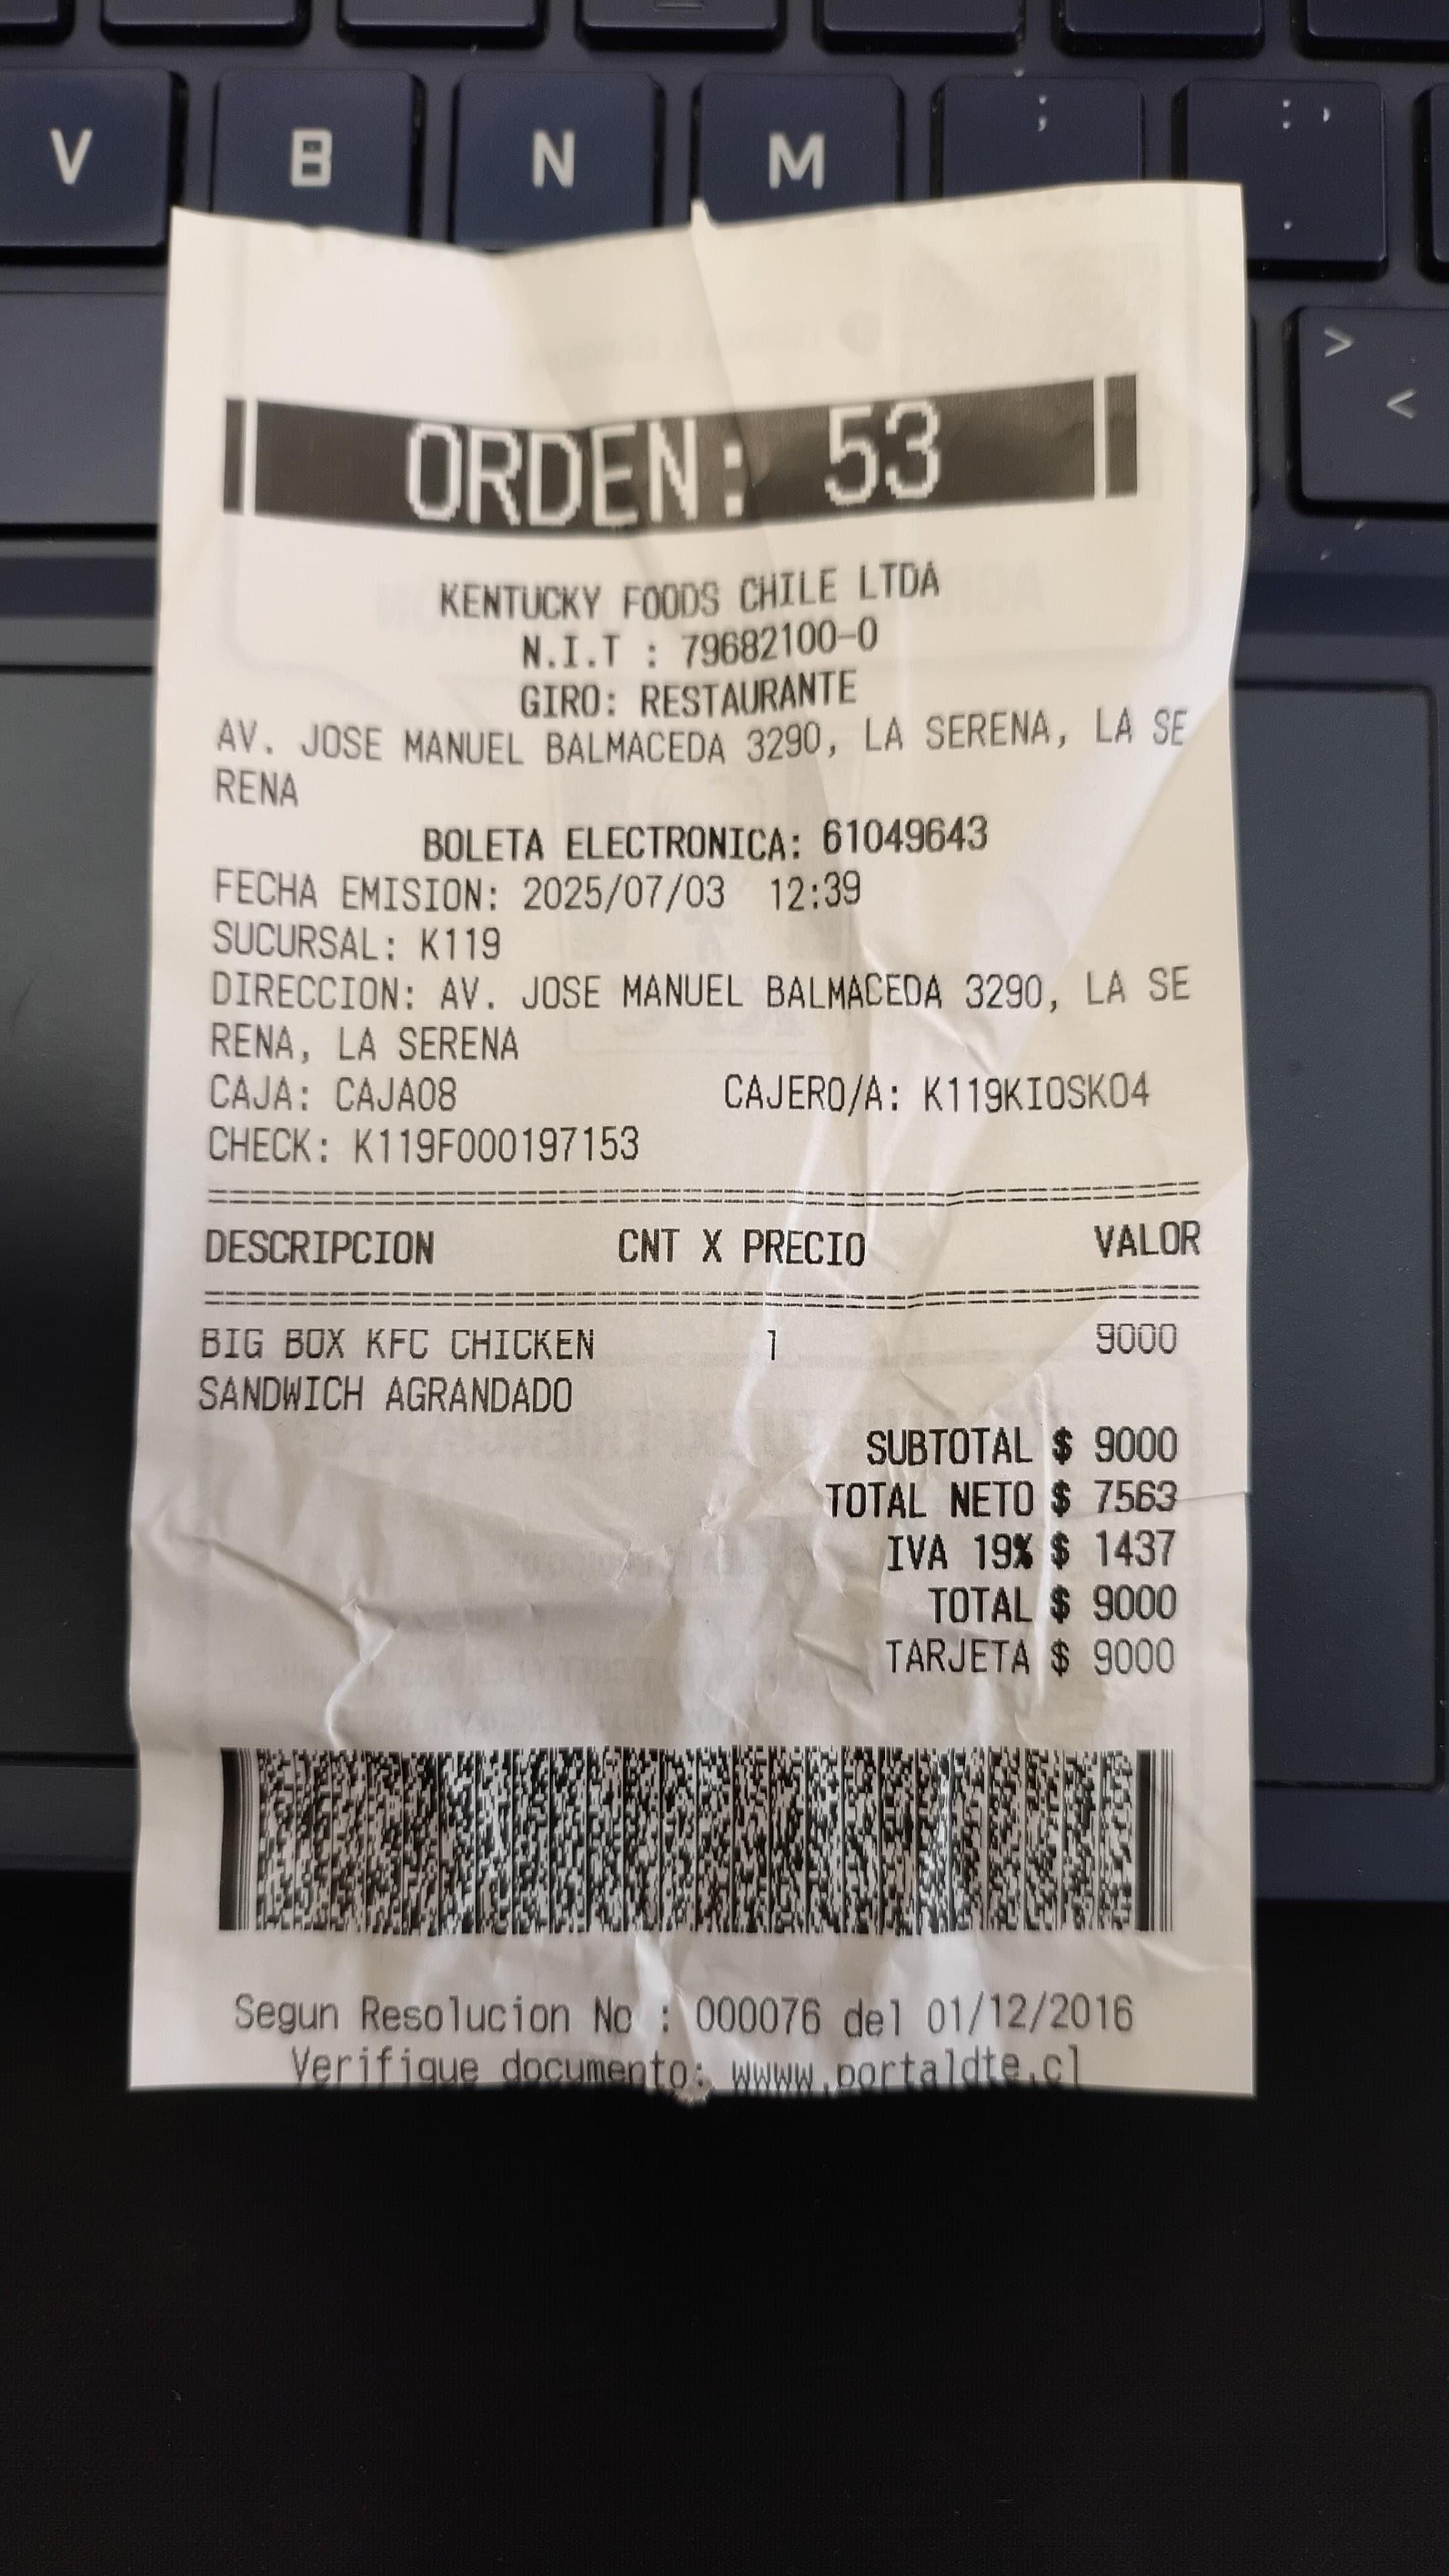 V B N M ; : ,
.
>
<
ORDEN: 53
KENTUCKY FOODS CHILE LTDA
N.I.T : 79682100-0
GIRO: RESTAURANTE
AV. JOSE MANUEL BALMACEDA 3290, LA SERENA, LA SE
RENA
BOLETA ELECTRONICA: 61049643
FECHA EMISION: 2025/07/03 12:39
SUCURSAL: K119
DIRECCION: AV. JOSE MANUEL BALMACEDA 3290, LA SE
RENA, LA SERENA
CAJA: CAJA08 CAJERO/A: K119KIOSK04
CHECK: K119F000197153
DESCRIPCION CNT X PRECIO VALOR
BIG BOX KFC CHICKEN 1 9000
SANDWICH AGRANDADO
SUBTOTAL $ 9000
TOTAL NETO $ 7563
IVA 19% $ 1437
TOTAL $ 9000
TARJETA $ 9000
Segun Resolucion No : 000076 del 01/12/2016
Verifique documento: wwww.portaldte.cl